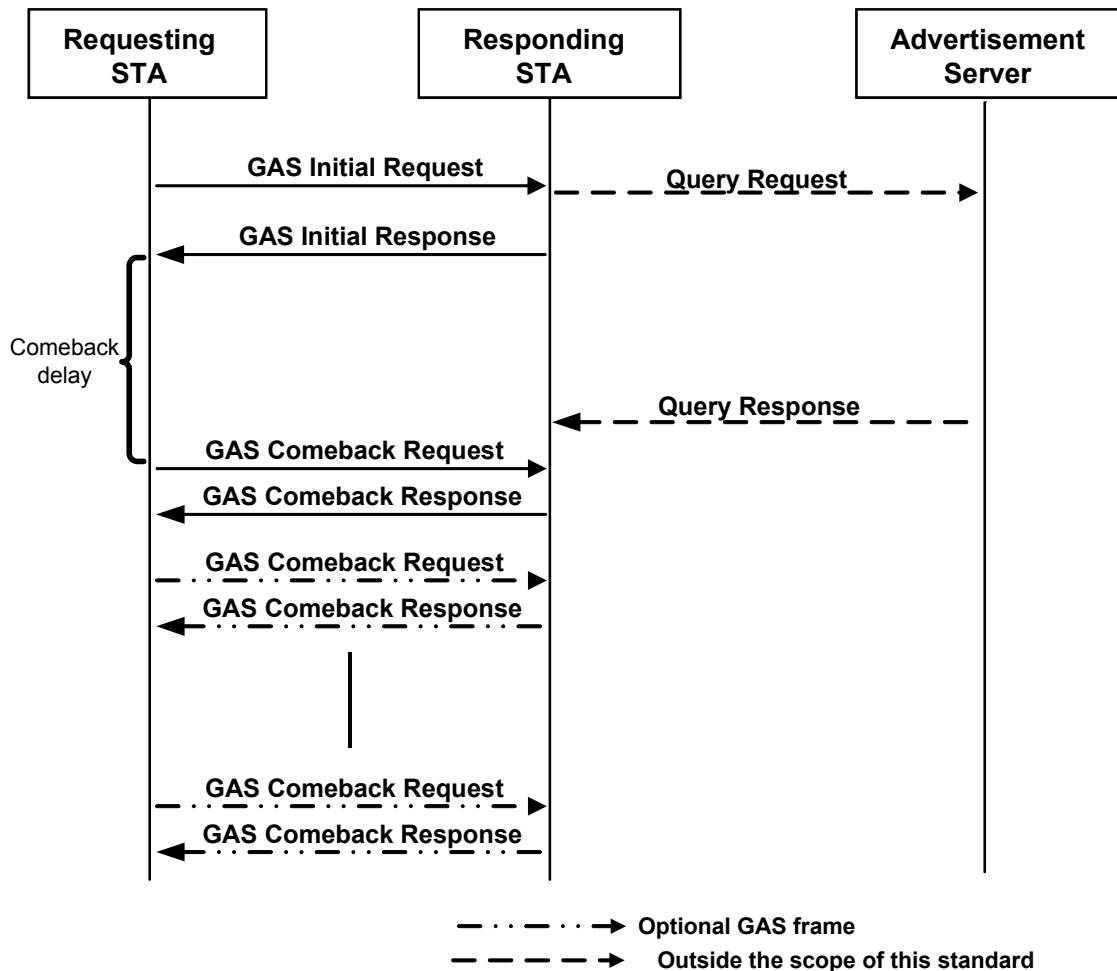 Requesting
STA
Responding
STA
Advertisement
Server
GAS Initial Request
Query Request
GAS Initial Response
Comeback
delay
Query Response
GAS Comeback Request
GAS Comeback Response
GAS Comeback Request
GAS Comeback Response
GAS Comeback Request
GAS Comeback Response
Optional GAS frame
Outside the scope of this standard